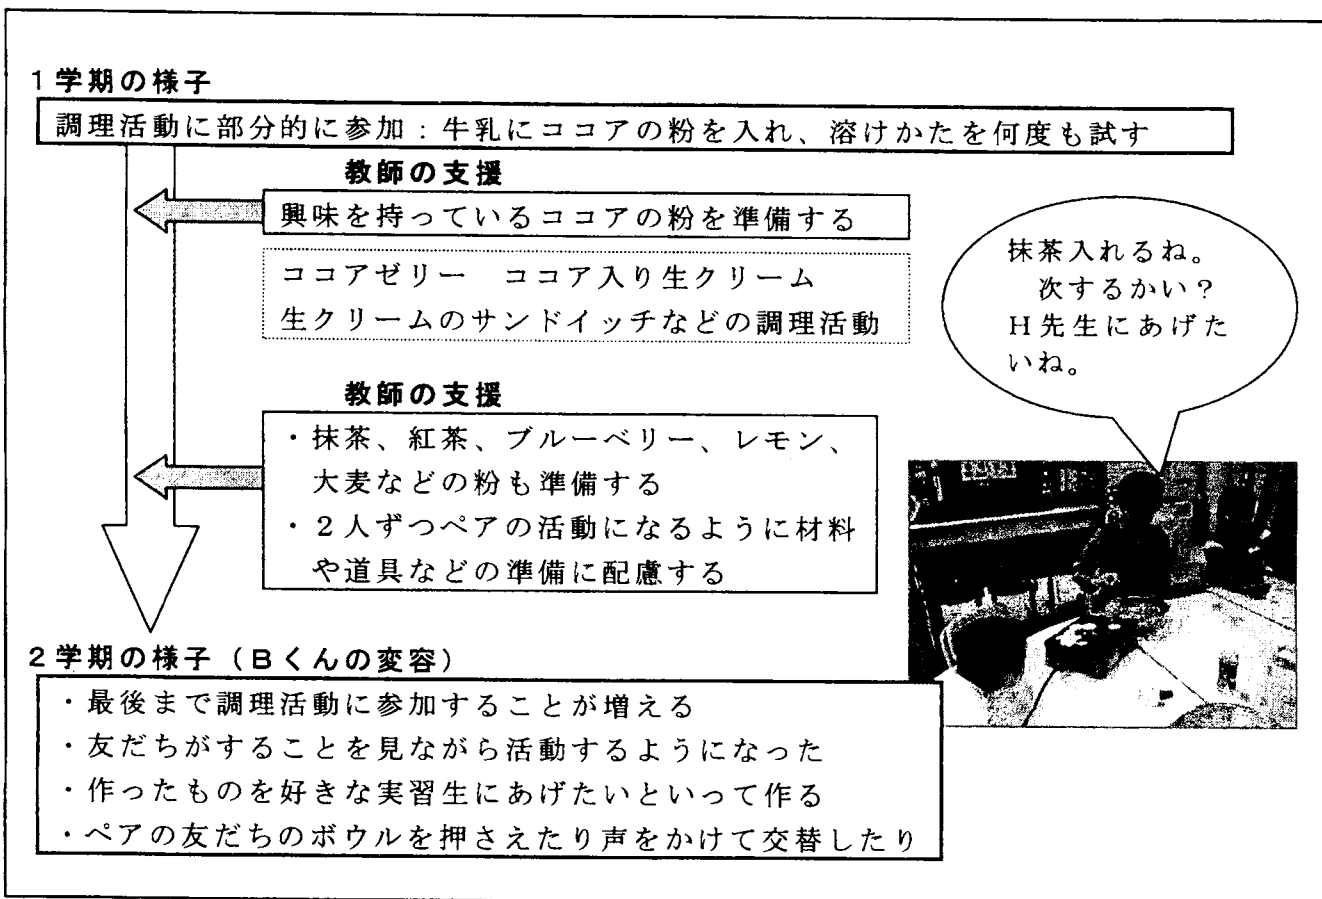 1学期の様子
調理活動に部分的に参加：牛乳にココアの粉を入れ、溶けかたを何度も試す
教師の支援
興味を持っているココアの粉を準備する
ココアゼリー　ココア入り生クリーム
生クリームのサンドイッチなどの調理活動
抹茶入れるね。
次するかい？
H先生にあげた
いね。
教師の支援
・抹茶、紅茶、ブルーベリー、レモン、
大麦などの粉も準備する
・２人ずつペアの活動になるように材料
や道具などの準備に配慮する
2学期の様子（Bくんの変容）
・最後まで調理活動に参加することが増える
・友だちがすることを見ながら活動するようになった
・作ったものを好きな実習生にあげたいといって作る
・ペアの友だちのボウルを押さえたり声をかけて交替したり